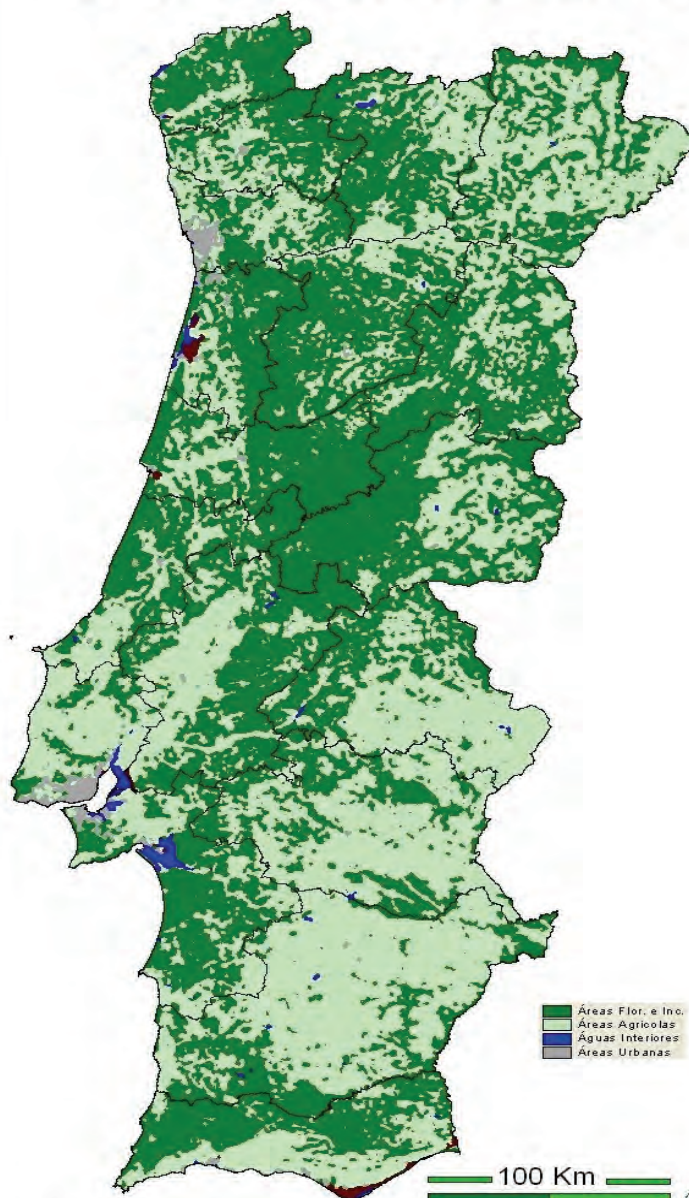 Áreas Flor. e Inc.
Áreas Agrícolas
Águas Interiores
Áreas Urbanas
100 Km